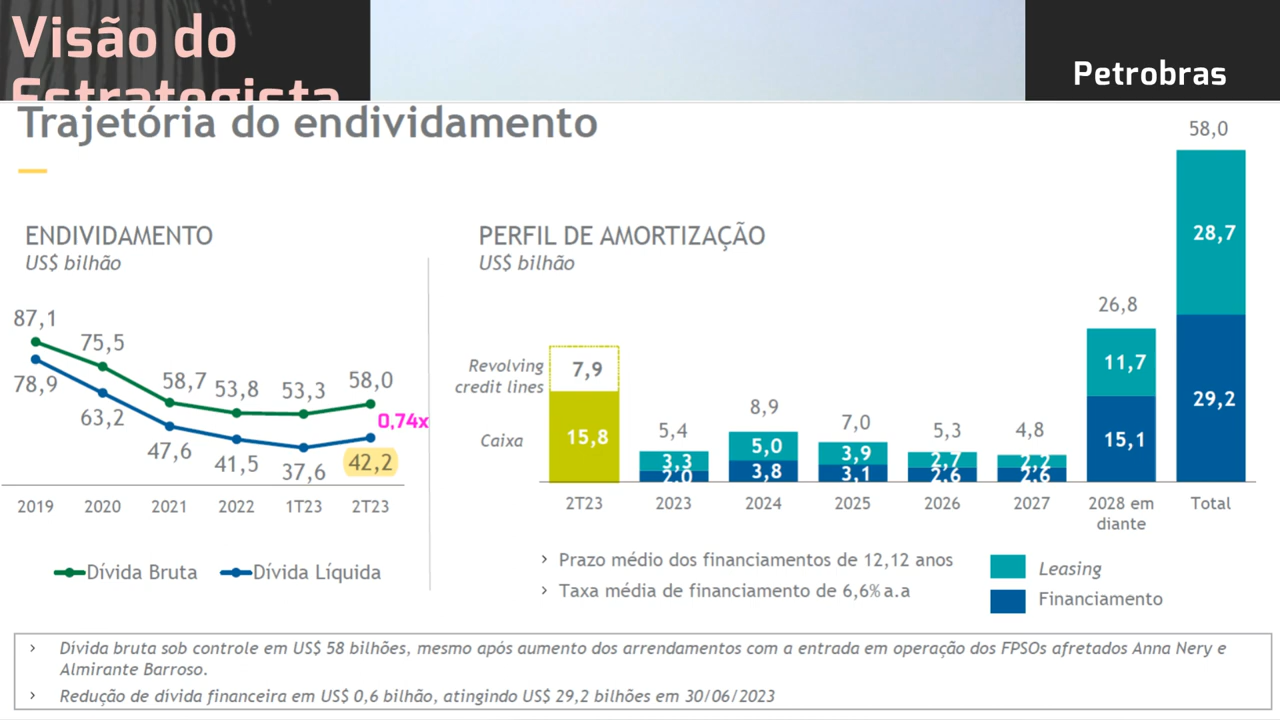 Visão do
Estrategista
Petrobras
Trajetória do endividamento
ENDIVIDAMENTO
US$ bilhão
87,1
75,5
58,7
53,8
53,3
58,0
78,9
63,2
47,6
41,5
37,6
42,2
0,74x
2019
2020
2021
2022
1T23
2T23
Dívida Bruta
Dívida Líquida
PERFIL DE AMORTIZAÇÃO
US$ bilhão
Revolving
credit lines
Caixa
7,9
15,8
5,4
3,3
2,0
8,9
5,0
3,8
7,0
3,9
3,1
5,3
2,7
2,6
4,8
2,2
2,6
26,8
11,7
15,1
58,0
28,7
29,2
2T23
2023
2024
2025
2026
2027
2028 em
diante
Total
› Prazo médio dos financiamentos de 12,12 anos
› Taxa média de financiamento de 6,6% a.a
Leasing
Financiamento
› Dívida bruta sob controle em US$ 58 bilhões, mesmo após aumento dos arrendamentos com a entrada em operação dos FPSOs afretados Anna Nery e
Almirante Barroso.
› Redução de dívida financeira em US$ 0,6 bilhão, atingindo US$ 29,2 bilhões em 30/06/2023